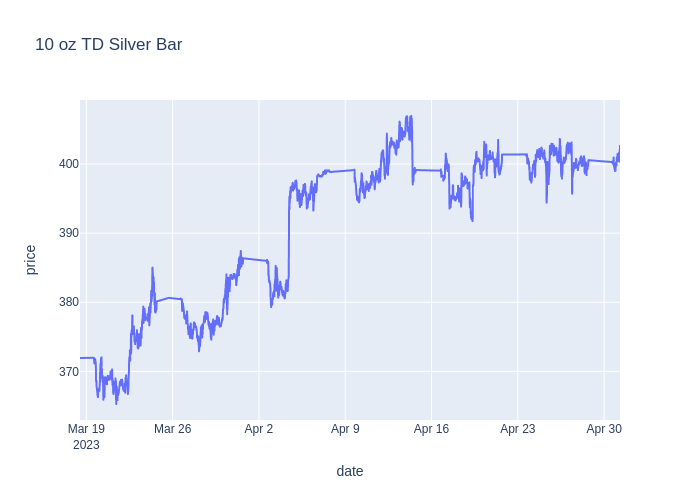 10 oz TD Silver Bar
400
390
380
370
price
Mar 19
2023
Mar 26
Apr 2
Apr 9
Apr 16
Apr 23
Apr 30
date